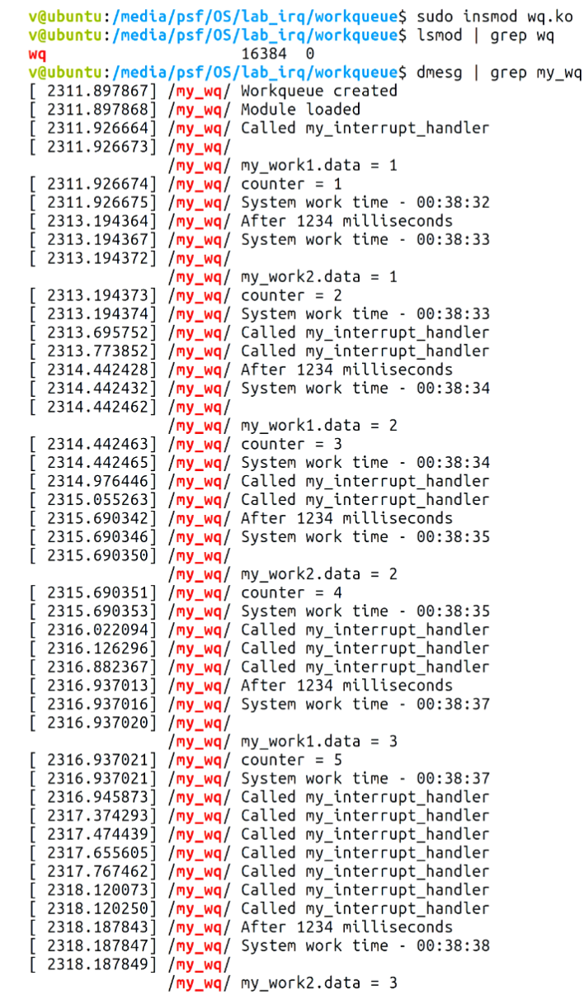 v@ubuntu:/media/psf/OS/lab_irq/workqueue$ sudo insmod wq.ko
v@ubuntu:/media/psf/OS/lab_irq/workqueue$ lsmod | grep wq
wq                     16384  0
v@ubuntu:/media/psf/OS/lab_irq/workqueue$ dmesg | grep my_wq
[ 2311.897867] /my_wq/ Workqueue created
[ 2311.897868] /my_wq/ Module loaded
[ 2311.926664] /my_wq/ Called my_interrupt_handler
[ 2311.926673] /my_wq/
               /my_wq/ my_work1.data = 1
[ 2311.926674] /my_wq/ counter = 1
[ 2311.926675] /my_wq/ System work time - 00:38:32
[ 2313.194364] /my_wq/ After 1234 milliseconds
[ 2313.194367] /my_wq/ System work time - 00:38:33
[ 2313.194372] /my_wq/
               /my_wq/ my_work2.data = 1
[ 2313.194373] /my_wq/ counter = 2
[ 2313.194374] /my_wq/ System work time - 00:38:33
[ 2313.695752] /my_wq/ Called my_interrupt_handler
[ 2313.773852] /my_wq/ Called my_interrupt_handler
[ 2314.442428] /my_wq/ After 1234 milliseconds
[ 2314.442432] /my_wq/ System work time - 00:38:34
[ 2314.442462] /my_wq/
               /my_wq/ my_work1.data = 2
[ 2314.442463] /my_wq/ counter = 3
[ 2314.442465] /my_wq/ System work time - 00:38:34
[ 2314.976446] /my_wq/ Called my_interrupt_handler
[ 2315.055263] /my_wq/ Called my_interrupt_handler
[ 2315.690342] /my_wq/ After 1234 milliseconds
[ 2315.690346] /my_wq/ System work time - 00:38:35
[ 2315.690350] /my_wq/
               /my_wq/ my_work2.data = 2
[ 2315.690351] /my_wq/ counter = 4
[ 2315.690353] /my_wq/ System work time - 00:38:35
[ 2316.022094] /my_wq/ Called my_interrupt_handler
[ 2316.126296] /my_wq/ Called my_interrupt_handler
[ 2316.882367] /my_wq/ Called my_interrupt_handler
[ 2316.937013] /my_wq/ After 1234 milliseconds
[ 2316.937016] /my_wq/ System work time - 00:38:37
[ 2316.937020] /my_wq/
               /my_wq/ my_work1.data = 3
[ 2316.937021] /my_wq/ counter = 5
[ 2316.937021] /my_wq/ System work time - 00:38:37
[ 2316.945873] /my_wq/ Called my_interrupt_handler
[ 2317.374293] /my_wq/ Called my_interrupt_handler
[ 2317.474439] /my_wq/ Called my_interrupt_handler
[ 2317.655605] /my_wq/ Called my_interrupt_handler
[ 2317.767462] /my_wq/ Called my_interrupt_handler
[ 2318.120073] /my_wq/ Called my_interrupt_handler
[ 2318.120250] /my_wq/ Called my_interrupt_handler
[ 2318.187843] /my_wq/ After 1234 milliseconds
[ 2318.187847] /my_wq/ System work time - 00:38:38
[ 2318.187849] /my_wq/
               /my_wq/ my_work2.data = 3